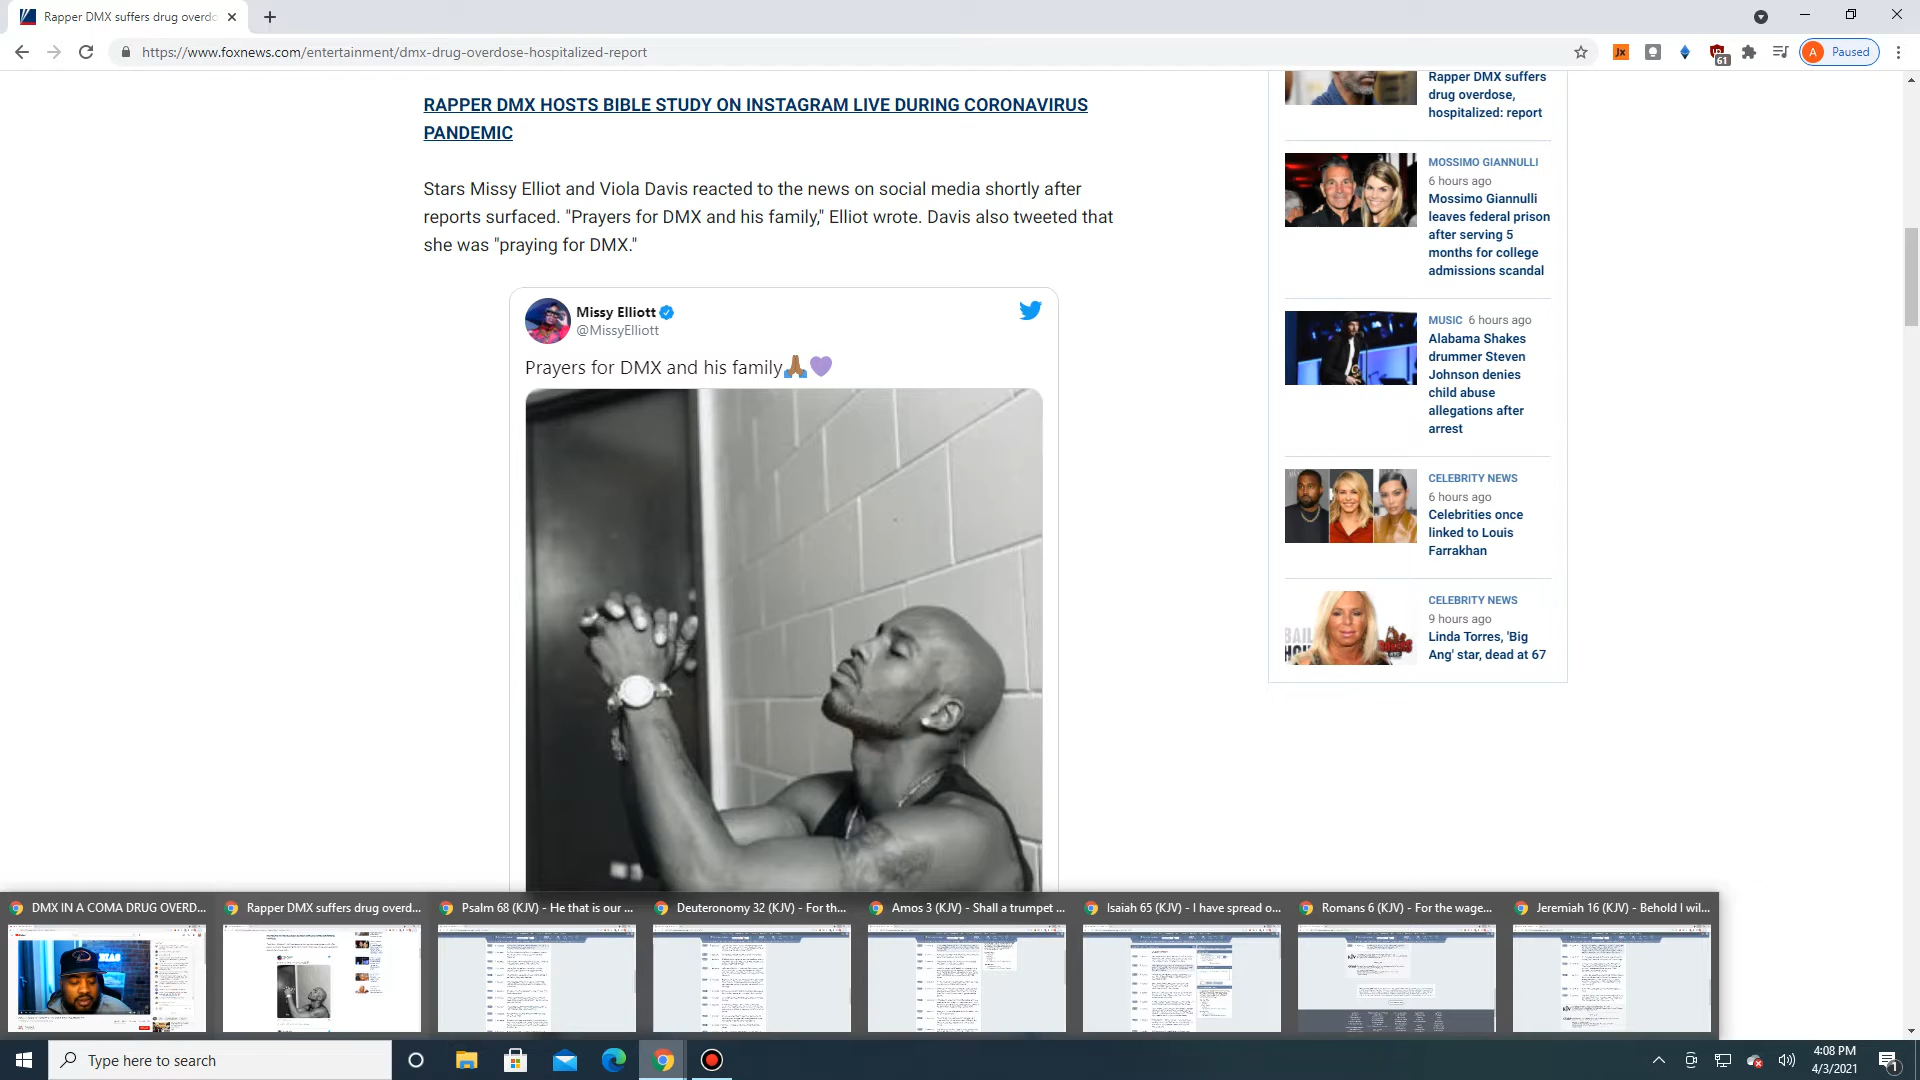 Rapper DMX suffers drug overdo
https://www.foxnews.com/entertainment/dmx-drug-overdose-hospitalized-report
Jx
61
A Paused
RAPPER DMX HOSTS BIBLE STUDY ON INSTAGRAM LIVE DURING CORONAVIRUS
PANDEMIC
Stars Missy Elliot and Viola Davis reacted to the news on social media shortly after
reports surfaced. "Prayers for DMX and his family," Elliot wrote. Davis also tweeted that
she was "praying for DMX."
Missy Elliott
@MissyElliott
Prayers for DMX and his family🙏🏾💜
Rapper DMX suffers
drug overdose,
hospitalized: report
MOSSIMO GIANNULLI
6 hours ago
Mossimo Giannulli
leaves federal prison
after serving 5
months for college
admissions scandal
MUSIC 6 hours ago
Alabama Shakes
drummer Steven
Johnson denies
child abuse
allegations after
arrest
CELEBRITY NEWS
6 hours ago
Celebrities once
linked to Louis
Farrakhan
CELEBRITY NEWS
9 hours ago
Linda Torres, 'Big
Ang' star, dead at 67
DMX IN A COMA DRUG OVERD...
Rapper DMX suffers drug overd...
Psalm 68 (KJV) - He that is our ...
Deuteronomy 32 (KJV) - For th...
Amos 3 (KJV) - Shall a trumpet ...
Isaiah 65 (KJV) - I have spread o...
Romans 6 (KJV) - For the wage...
Jeremiah 16 (KJV) - Behold I wil...
Type here to search
4:08 PM
4/3/2021
1